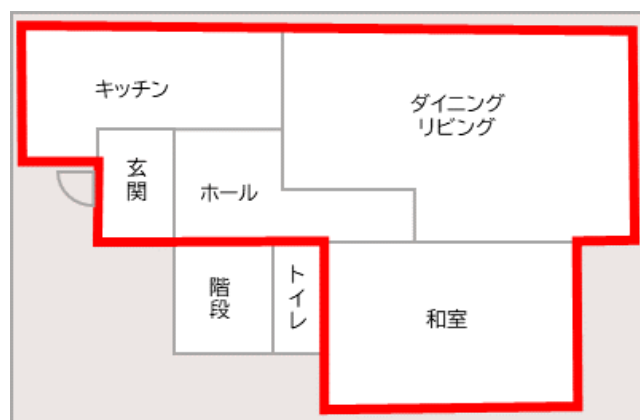 キッチン
ダイニング
リビング
玄関
ホール
階段
トイレ
和室